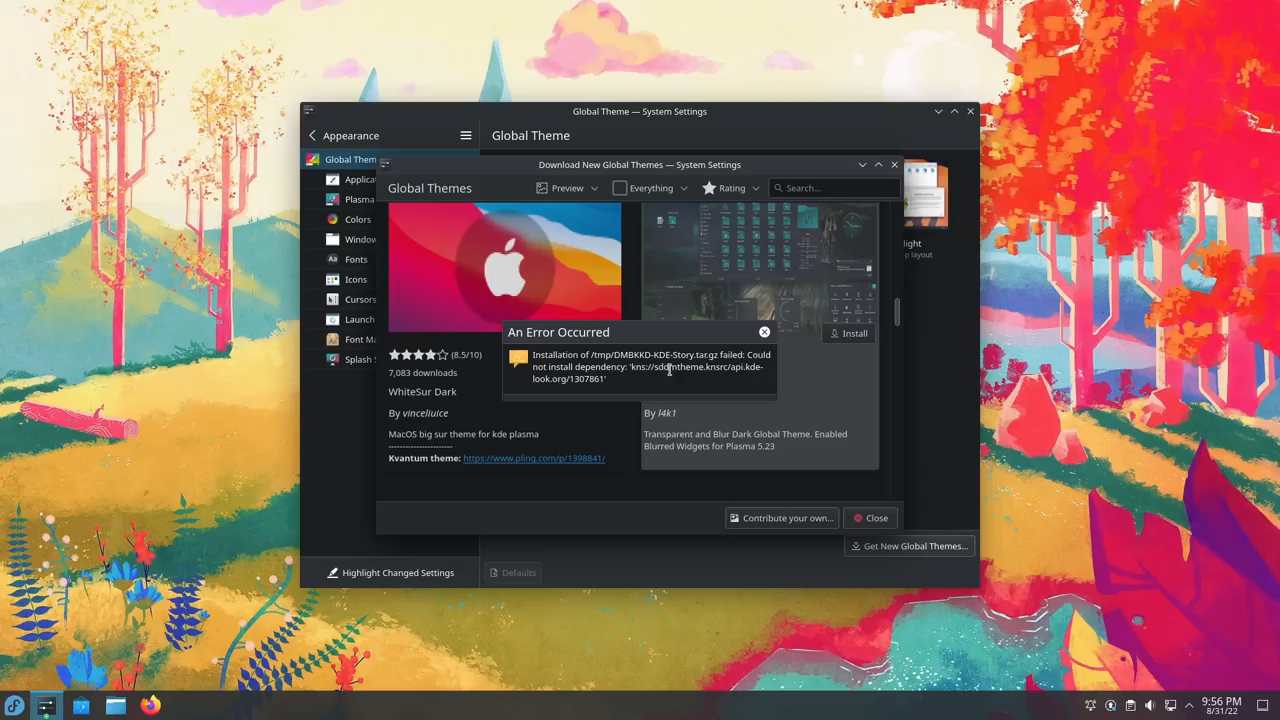 Global Theme — System Settings
Appearance
Global Theme
Global Them
Applica
Plasma
Colors
Window
Fonts
Icons
Cursors
Launch
Font Ma
Splash S
Download New Global Themes — System Settings
Global Themes
Preview
Everything
Rating
Search...
light
p layout
Install
An Error Occurred
Installation of /tmp/DMBKKD-KDE-Story.tar.gz failed: Could
not install dependency: 'kns://sddmtheme.knsrc/api.kde-
look.org/1307861'
(8.5/10)
7,083 downloads
WhiteSur Dark
By vinceliuice
MacOS big sur theme for kde plasma
------------------------
Kvantum theme: https://www.pling.com/p/1398841/
By l4k1
Transparent and Blur Dark Global Theme. Enabled
Blurred Widgets for Plasma 5.23
Contribute your own...
Close
Get New Global Themes...
Highlight Changed Settings
Defaults
9:56 PM
8/31/22